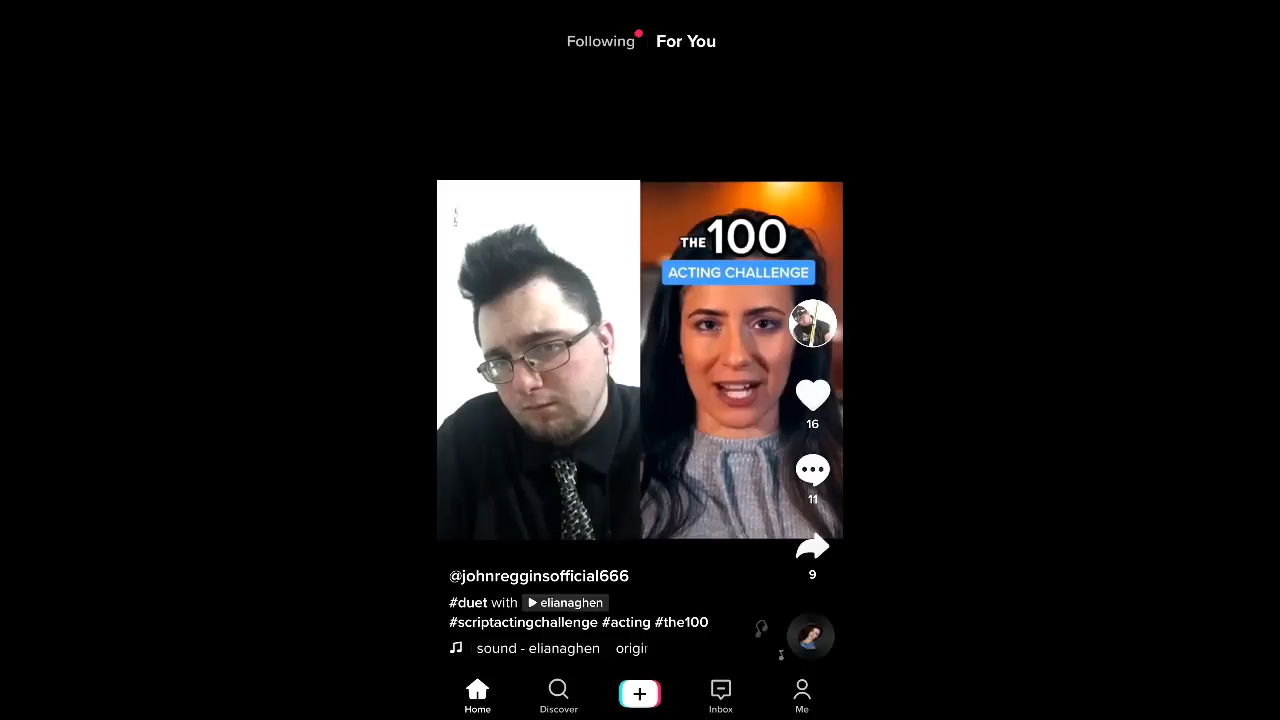 Following For You
THE 100
ACTING CHALLENGE
16
11
9
@johnregginsofficial666
#duet with elianaghen
#scriptactingchallenge #acting #the100
sound - elianaghen origin
Home Discover Inbox Me